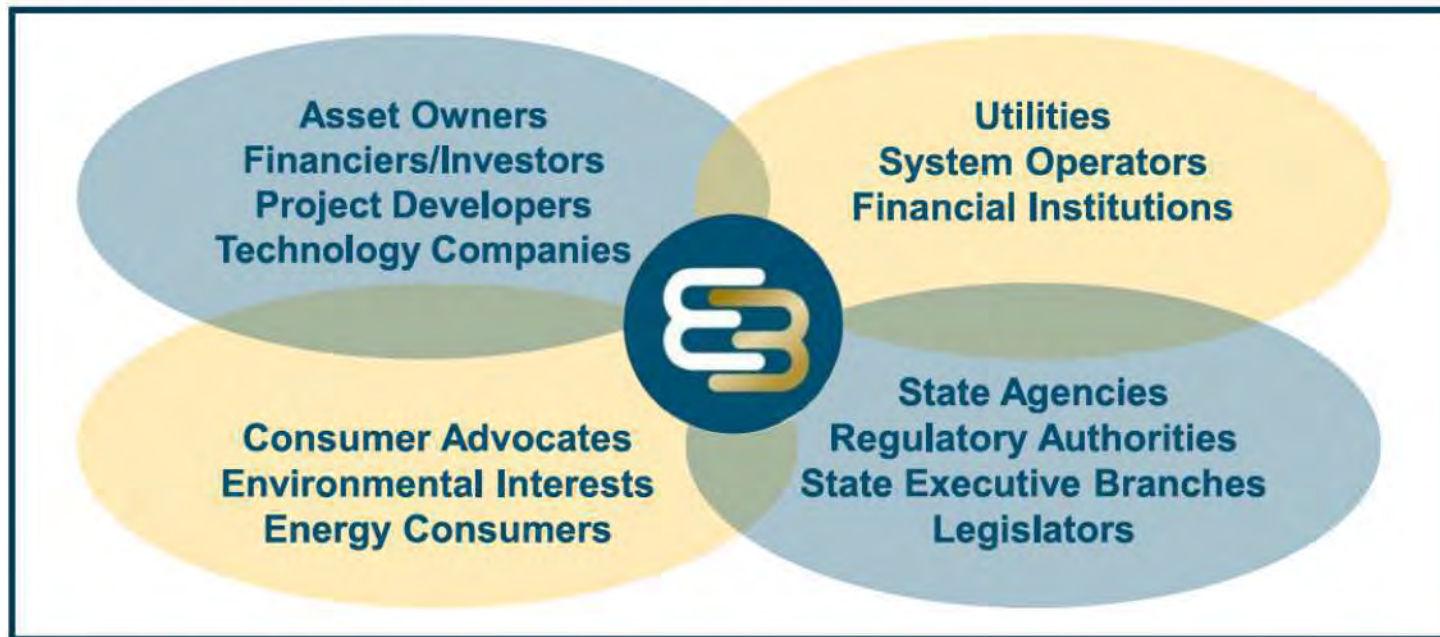 Asset Owners
Financiers/Investors
Project Developers
Technology Companies
Utilities
System Operators
Financial Institutions
Consumer Advocates
Environmental Interests
Energy Consumers
State Agencies
Regulatory Authorities
State Executive Branches
Legislators